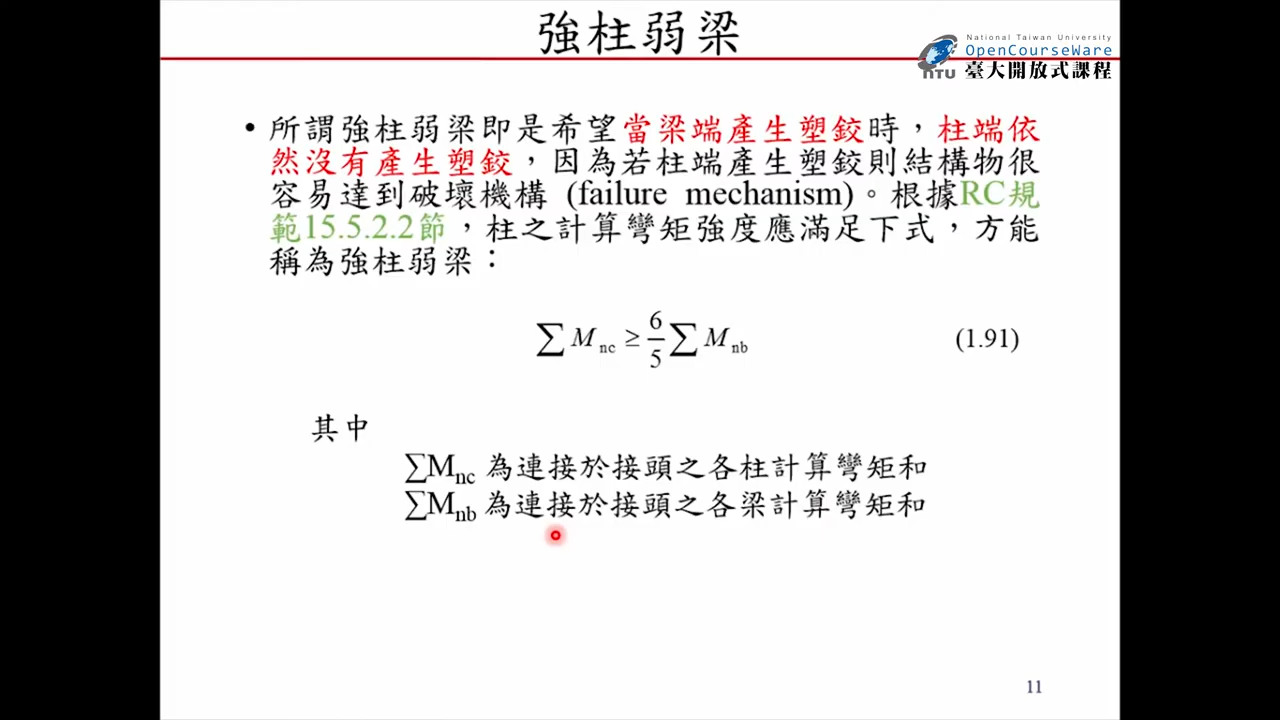 強柱弱梁
National Taiwan University
OpenCourseWare
NTU 臺大開放式課程
• 所謂強柱弱梁即是希望當梁端產生塑鉸時，柱端依
然沒有產生塑鉸，因為若柱端產生塑鉸則結構物很
容易達到破壞機構 (failure mechanism)。根據RC規
範15.5.2.2節，柱之計算彎矩強度應滿足下式，方能
稱為強柱弱梁：
∑ M nc ≥ 6/5 ∑ M nb (1.91)
其中
∑Mnc 為連接於接頭之各柱計算彎矩和
∑Mnb 為連接於接頭之各梁計算彎矩和
11